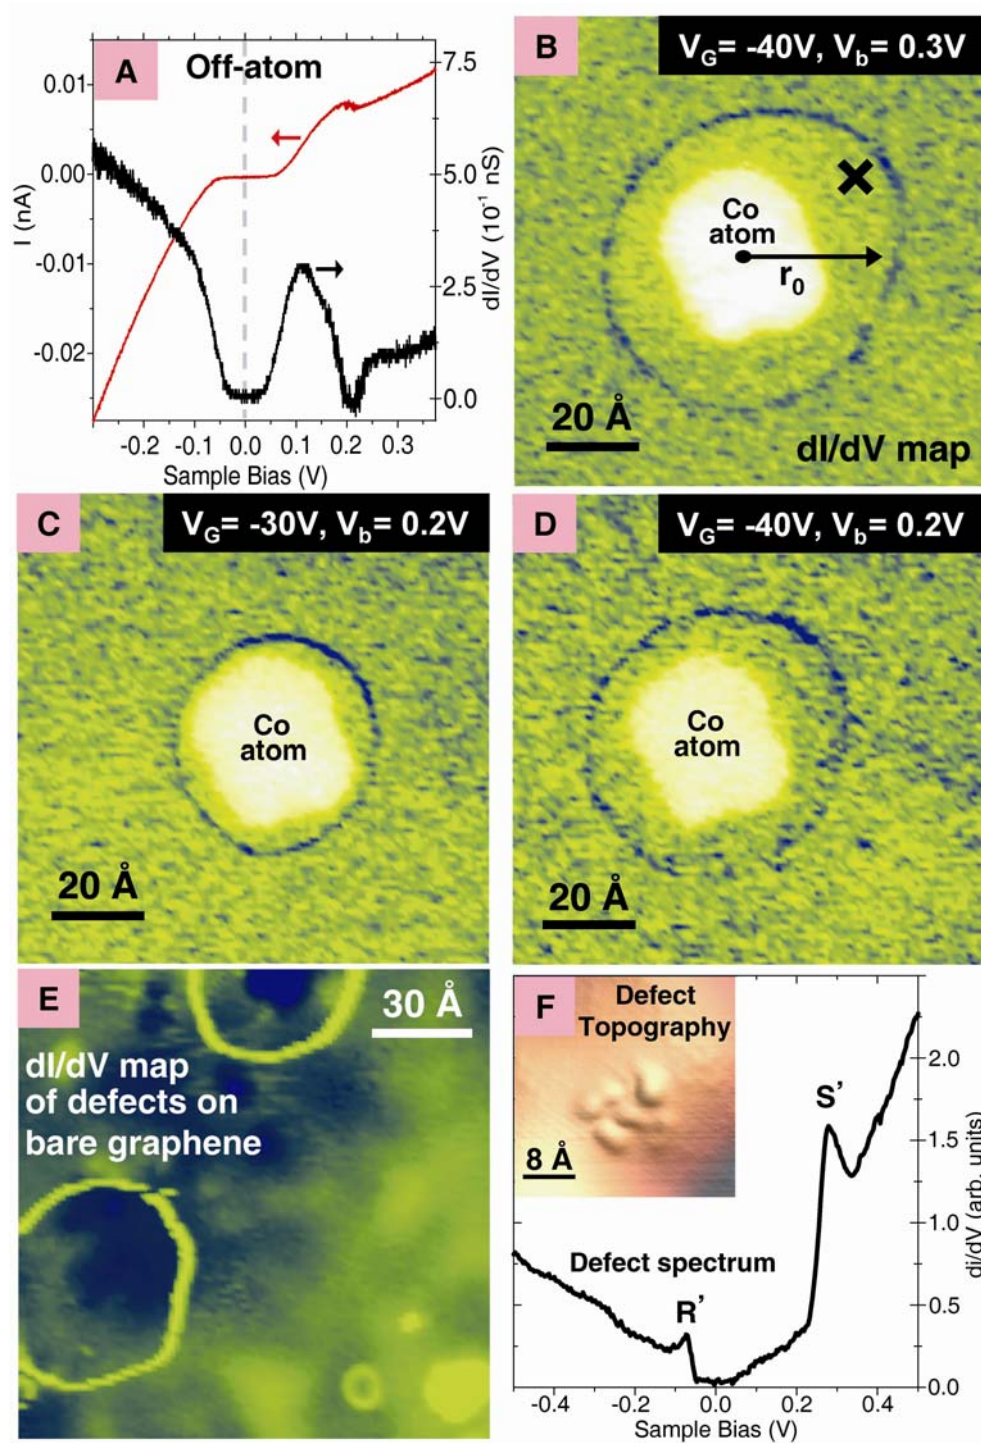 A
Off-atom
0.01
0.00
-0.01
-0.02
I (nA)
7.5
5.0
2.5
0.0
dI/dV (10⁻¹ nS)
-0.2 -0.1 0.0 0.1 0.2 0.3
Sample Bias (V)
B
V_G= -40V, V_b= 0.3V
Co
atom
r₀
20 Å
dI/dV map
C
V_G= -30V, V_b= 0.2V
Co
atom
20 Å
D
V_G= -40V, V_b= 0.2V
Co
atom
20 Å
E
30 Å
dI/dV map
of defects on
bare graphene
F
Defect
Topography
8 Å
Defect spectrum
R’
S’
2.0
1.5
1.0
0.5
0.0
di/dV (arb. units)
-0.4 -0.2 0.0 0.2 0.4
Sample Bias (V)